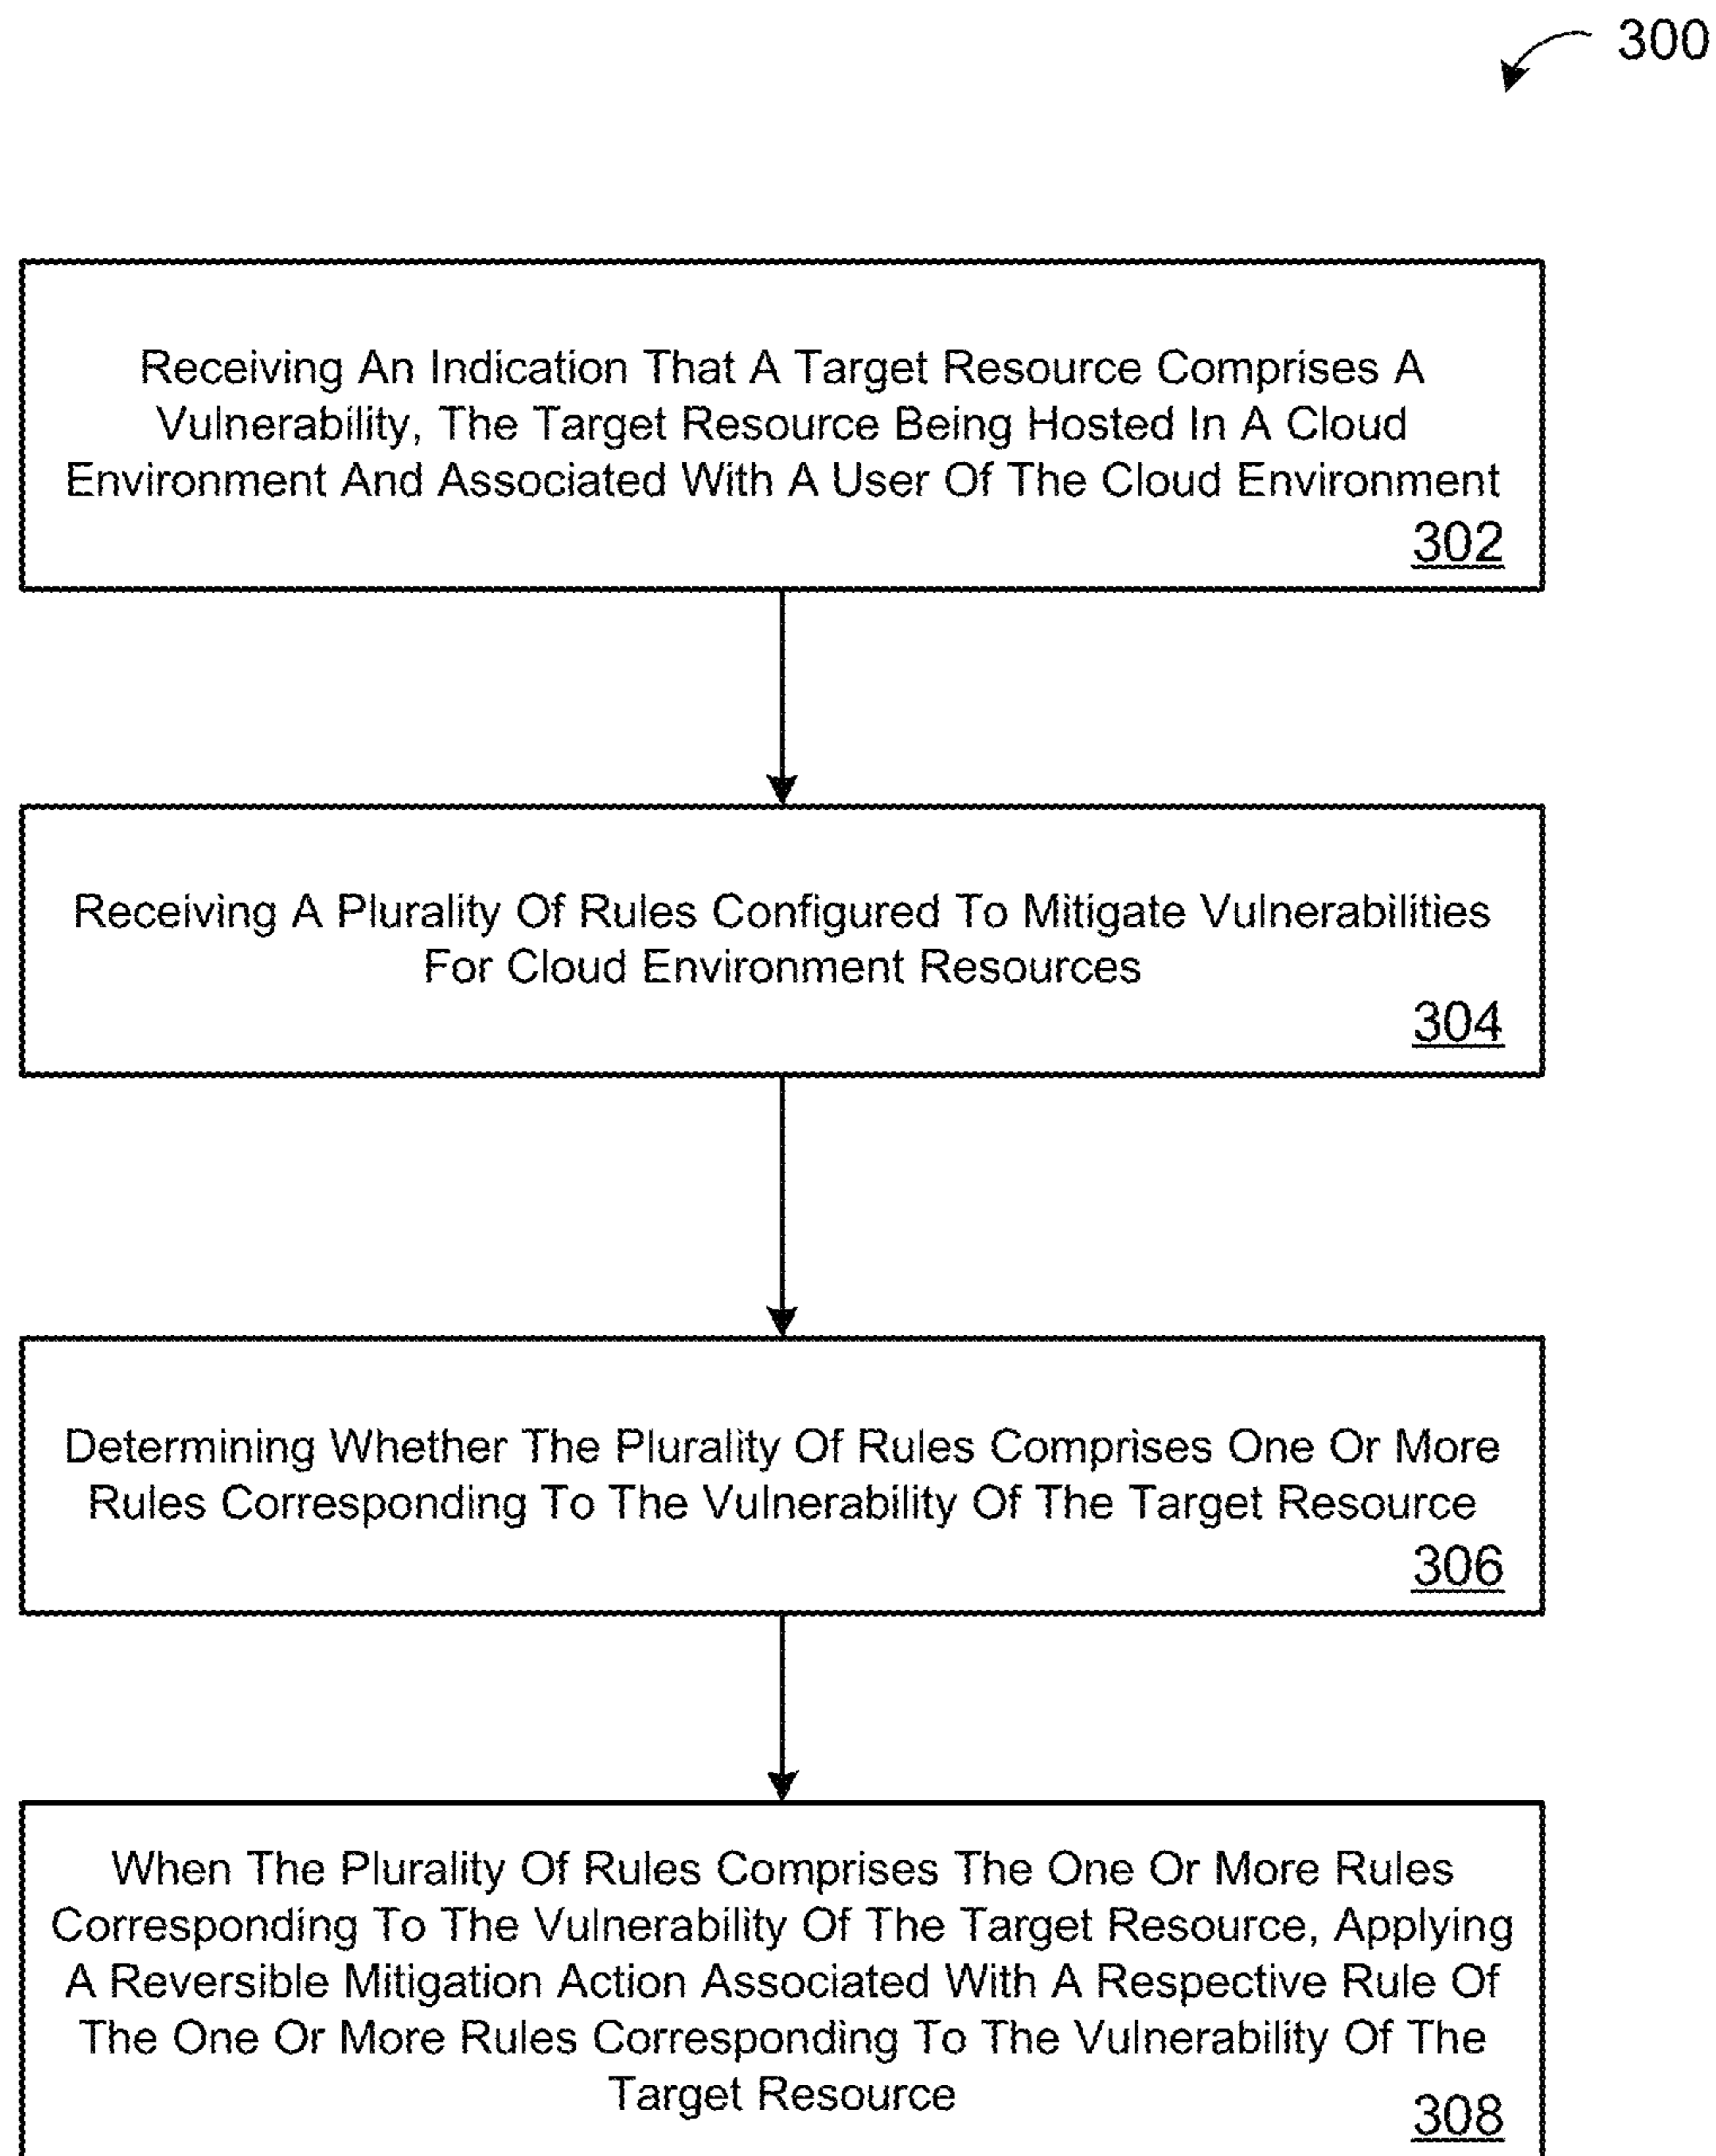 300
Receiving An Indication That A Target Resource Comprises A
Vulnerability, The Target Resource Being Hosted In A Cloud
Environment And Associated With A User Of The Cloud Environment
302
Receiving A Plurality Of Rules Configured To Mitigate Vulnerabilities
For Cloud Environment Resources
304
Determining Whether The Plurality Of Rules Comprises One Or More
Rules Corresponding To The Vulnerability Of The Target Resource
306
When The Plurality Of Rules Comprises The One Or More Rules
Corresponding To The Vulnerability Of The Target Resource, Applying
A Reversible Mitigation Action Associated With A Respective Rule Of
The One Or More Rules Corresponding To The Vulnerability Of The
Target Resource
308